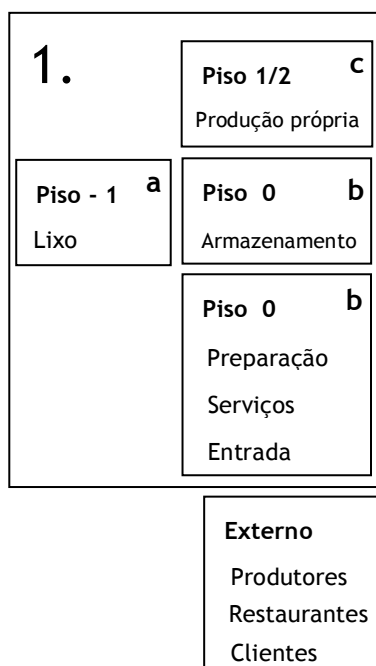 1.
Piso 1/2 c
Produção própria
Piso - 1 a
Lixo
Piso 0 b
Armazenamento
Piso 0 b
Preparação
Serviços
Entrada
Externo
Produtores
Restaurantes
Clientes